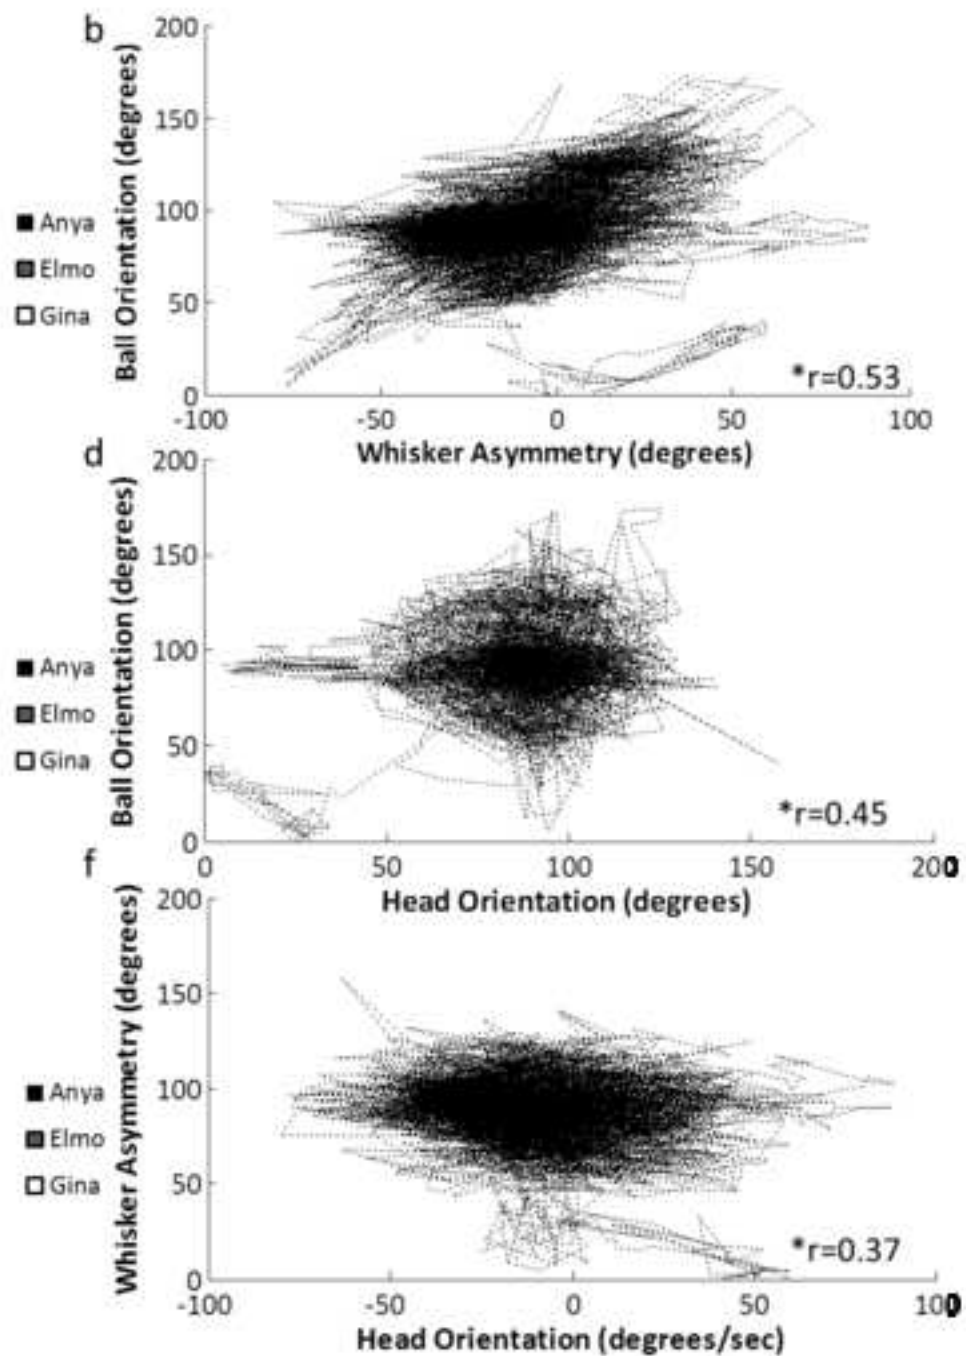 b
Ball Orientation (degrees)
200
150
100
50
0
Anya
Elmo
Gina
*r=0.53
-100 -50 0 50 100
Whisker Asymmetry (degrees)
d
Ball Orientation (degrees)
200
150
100
50
0
Anya
Elmo
Gina
*r=0.45
0 50 100 150 200
Head Orientation (degrees)
f
Whisker Asymmetry (degrees)
200
150
100
50
0
Anya
Elmo
Gina
*r=0.37
-100 -50 0 50 100
Head Orientation (degrees/sec)